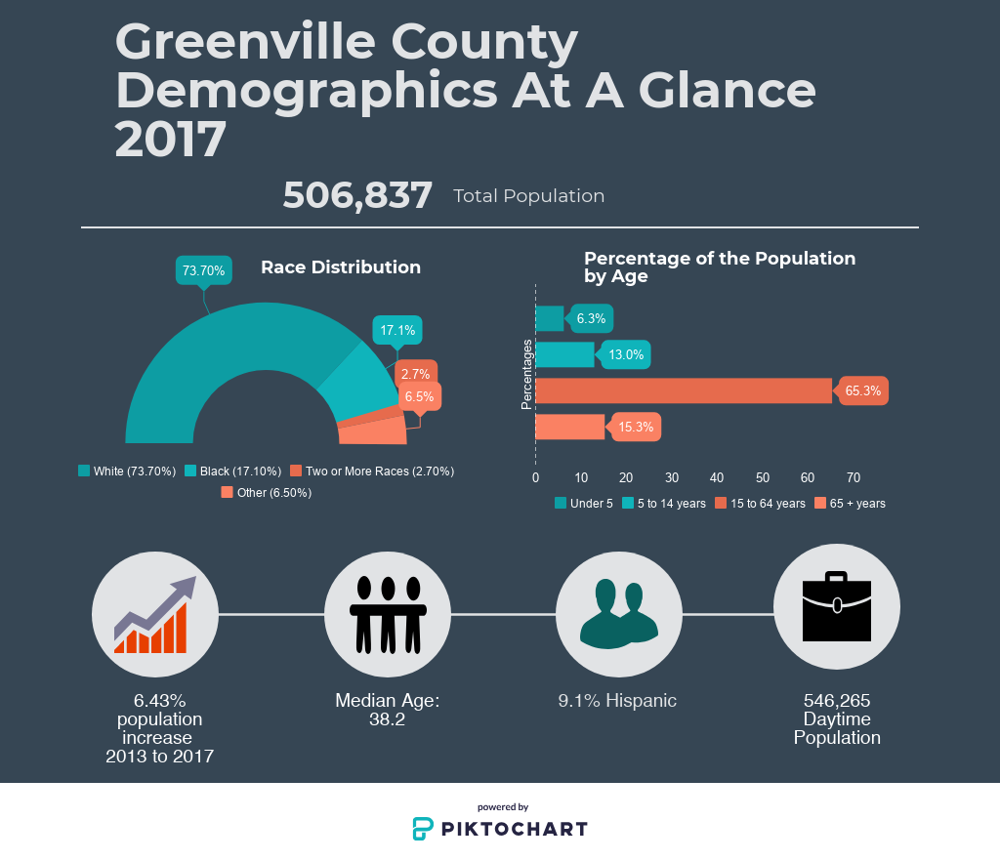 Greenville County
Demographics At A Glance
2017
506,837 Total Population
Race Distribution
73.70%
17.1%
2.7%
6.5%
White (73.70%) Black (17.10%) Two or More Races (2.70%)
Other (6.50%)
Percentage of the Population
by Age
Percentages
6.3%
13.0%
65.3%
15.3%
0 10 20 30 40 50 60 70
Under 5 5 to 14 years 15 to 64 years 65 + years
6.43%
population
increase
2013 to 2017
Median Age:
38.2
9.1% Hispanic
546,265
Daytime
Population
powered by
PIKTOCHART